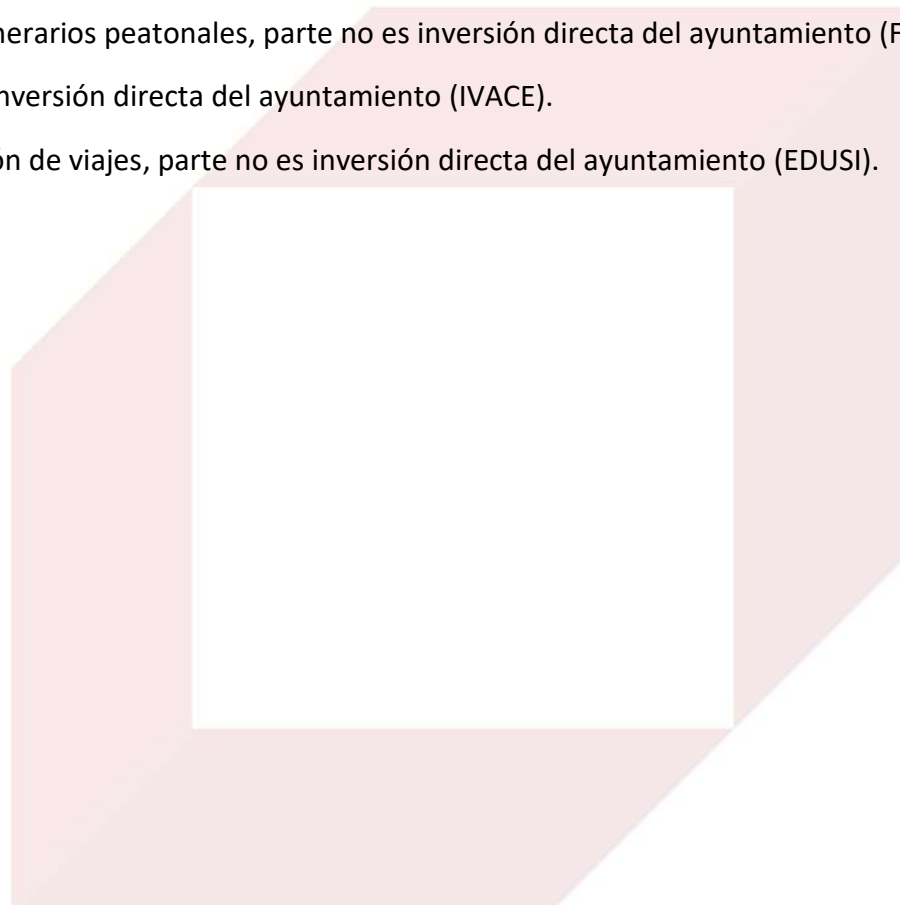 nerarios peatonales, parte no es inversión directa del ayuntamiento (F
nversión directa del ayuntamiento (IVACE).
ón de viajes, parte no es inversión directa del ayuntamiento (EDUSI).